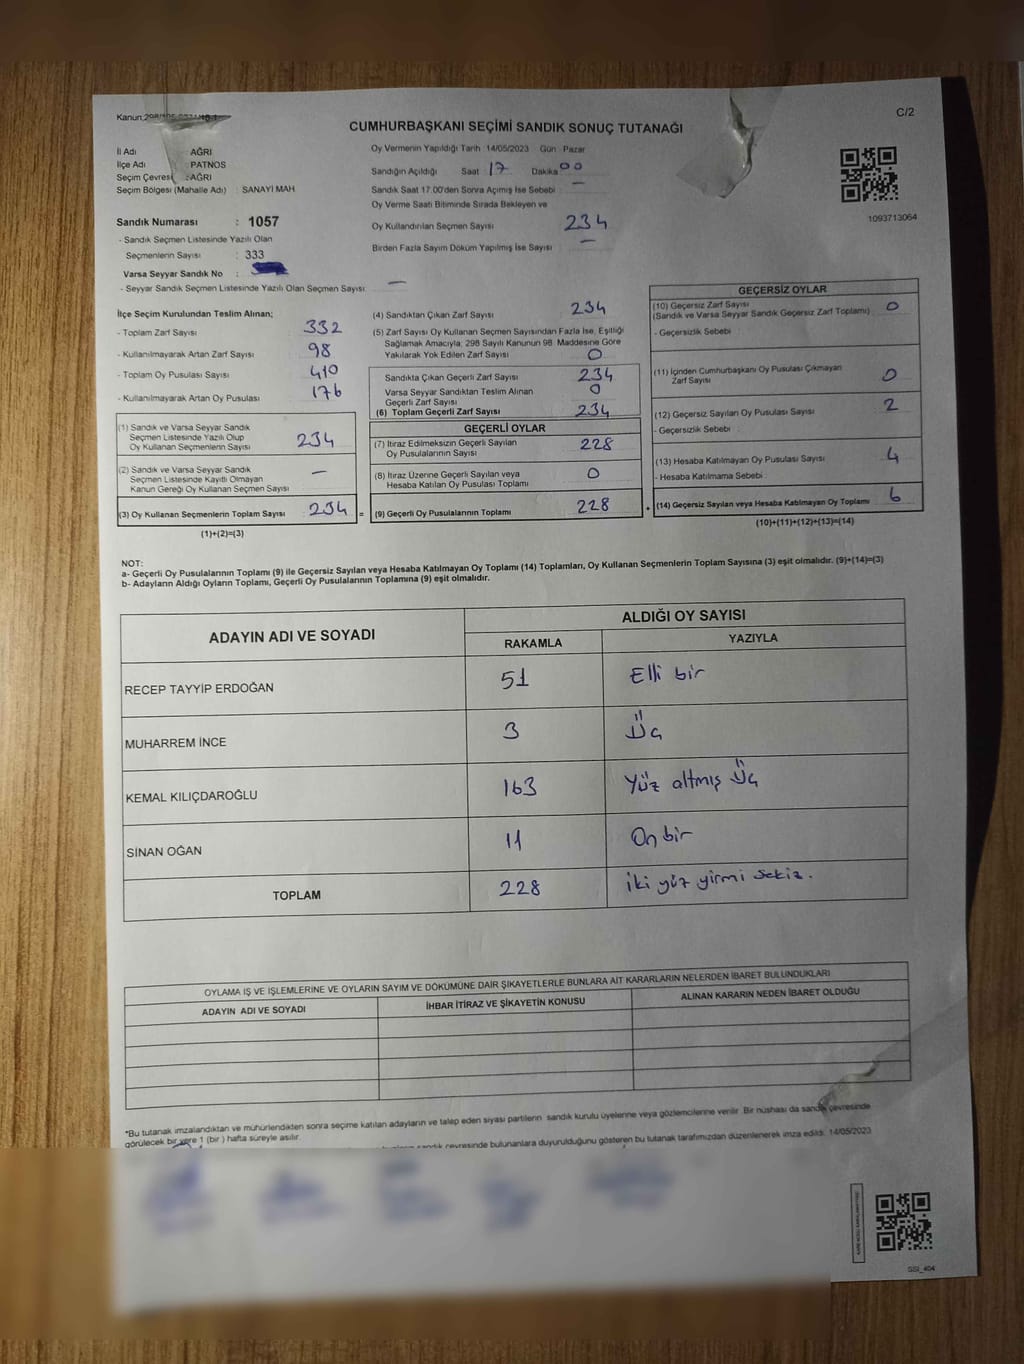 C/2
CUMHURBAŞKANI SEÇİMİ SANDIK SONUÇ TUTANAĞI
İl Adı : AĞRI
İlçe Adı : PATNOS
Seçim Çevresi : AĞRI
Seçim Bölgesi (Mahalle Adı) : SANAYİ MAH
Sandık Numarası : 1057
- Sandık Seçmen Listesinde Yazılı Olan
Seçmenlerin Sayısı : 333
Varsa Seyyar Sandık No :
- Seyyar Sandık Seçmen Listesinde Yazılı Olan Seçmen Sayısı: —
Oy Vermenin Yapıldığı Tarih 14/05/2023 Gün Pazar
Sandığın Açıldığı Saat 17 Dakika 00
Sandık Saat 17.00'den Sonra Açımış İse Sebebi —
Oy Verme Saati Bitiminde Sırada Bekleyen ve
Oy Kullandırılan Seçmen Sayısı 234
Birden Fazla Sayım Döküm Yapılmış İse Sayısı —
1093713064
İlçe Seçim Kurulundan Teslim Alınan;
- Toplam Zarf Sayısı 332
- Kullanılmayarak Artan Zarf Sayısı 98
- Toplam Oy Pusulası Sayısı 410
- Kullanılmayarak Artan Oy Pusulası 176
(1) Sandık ve Varsa Seyyar Sandık
Seçmen Listesinde Yazılı Olup
Oy Kullanan Seçmenlerin Sayısı 234
(2) Sandık ve Varsa Seyyar Sandık
Seçmen Listesinde Kayıtlı Olmayan
Kanun Gereği Oy Kullanan Seçmen Sayısı —
(3) Oy Kullanan Seçmenlerin Toplam Sayısı 234 =
(1)+(2)=(3)
(4) Sandıktan Çıkan Zarf Sayısı 234
(5) Zarf Sayısı Oy Kullanan Seçmen Sayısından Fazla İse, Eşitliği
Sağlamak Amacıyla; 298 Sayılı Kanunun 98. Maddesine Göre
Yakılarak Yok Edilen Zarf Sayısı 0
Sandıkta Çıkan Geçerli Zarf Sayısı 234
Varsa Seyyar Sandıktan Teslim Alınan
Geçerli Zarf Sayısı 0
(6) Toplam Geçerli Zarf Sayısı 234
GEÇERLİ OYLAR
(7) İtiraz Edilmeksizin Geçerli Sayılan
Oy Pusulalarının Sayısı 228
(8) İtiraz Üzerine Geçerli Sayılan veya
Hesaba Katılan Oy Pusulası Toplamı 0
(9) Geçerli Oy Pusulalarının Toplamı 228 +
GEÇERSİZ OYLAR
(10) Geçersiz Zarf Sayısı
(Sandık ve Varsa Seyyar Sandık Geçersiz Zarf Toplamı) 0
- Geçersizlik Sebebi :
(11) İçinden Cumhurbaşkanı Oy Pusulası Çıkmayan
Zarf Sayısı 0
(12) Geçersiz Sayılan Oy Pusulası Sayısı 2
- Geçersizlik Sebebi :
(13) Hesaba Katılmayan Oy Pusulası Sayısı 4
- Hesaba Katılmama Sebebi :
(14) Geçersiz Sayılan veya Hesaba Katılmayan Oy Toplamı 6
(10)+(11)+(12)+(13)=(14)
NOT:
a- Geçerli Oy Pusulalarının Toplamı (9) ile Geçersiz Sayılan veya Hesaba Katılmayan Oy Toplamı (14) Toplamları, Oy Kullanan Seçmenlerin Toplam Sayısına (3) eşit olmalıdır. (9)+(14)=(3)
b- Adayların Aldığı Oyların Toplamı, Geçerli Oy Pusulalarının Toplamına (9) eşit olmalıdır.
ADAYIN ADI VE SOYADI ALDIĞI OY SAYISI
RAKAMLA YAZIYLA
RECEP TAYYİP ERDOĞAN 51 Elli bir
MUHARREM İNCE 3 Üç
KEMAL KILIÇDAROĞLU 163 Yüz altmış Üç
SİNAN OĞAN 11 On bir
TOPLAM 228 iki yüz yirmi sekiz.
OYLAMA İŞ VE İŞLEMLERİNE VE OYLARIN SAYIM VE DÖKÜMÜNE DAİR ŞİKAYETLERLE BUNLARA AİT KARARLARIN NELERDEN İBARET BULUNDUKLARI
ADAYIN ADI VE SOYADI İHBAR İTİRAZ VE ŞİKAYETİN KONUSU ALINAN KARARIN NEDEN İBARET OLDUĞU
*Bu tutanak imzalandıktan ve mühürlendikten sonra seçime katılan adayların ve talep eden siyasi partilerin sandık kurulu üyelerine veya gözlemcilerine verilir. Bir nüshası da sandık çevresinde
görülecek bir yere 1 (bir ) hafta süreyle asılır.
sandık çevresinde bulunanlara duyurulduğunu gösteren bu tutanak tarafımızdan düzenlenerek imza edildi. 14/05/2023
SSI_404